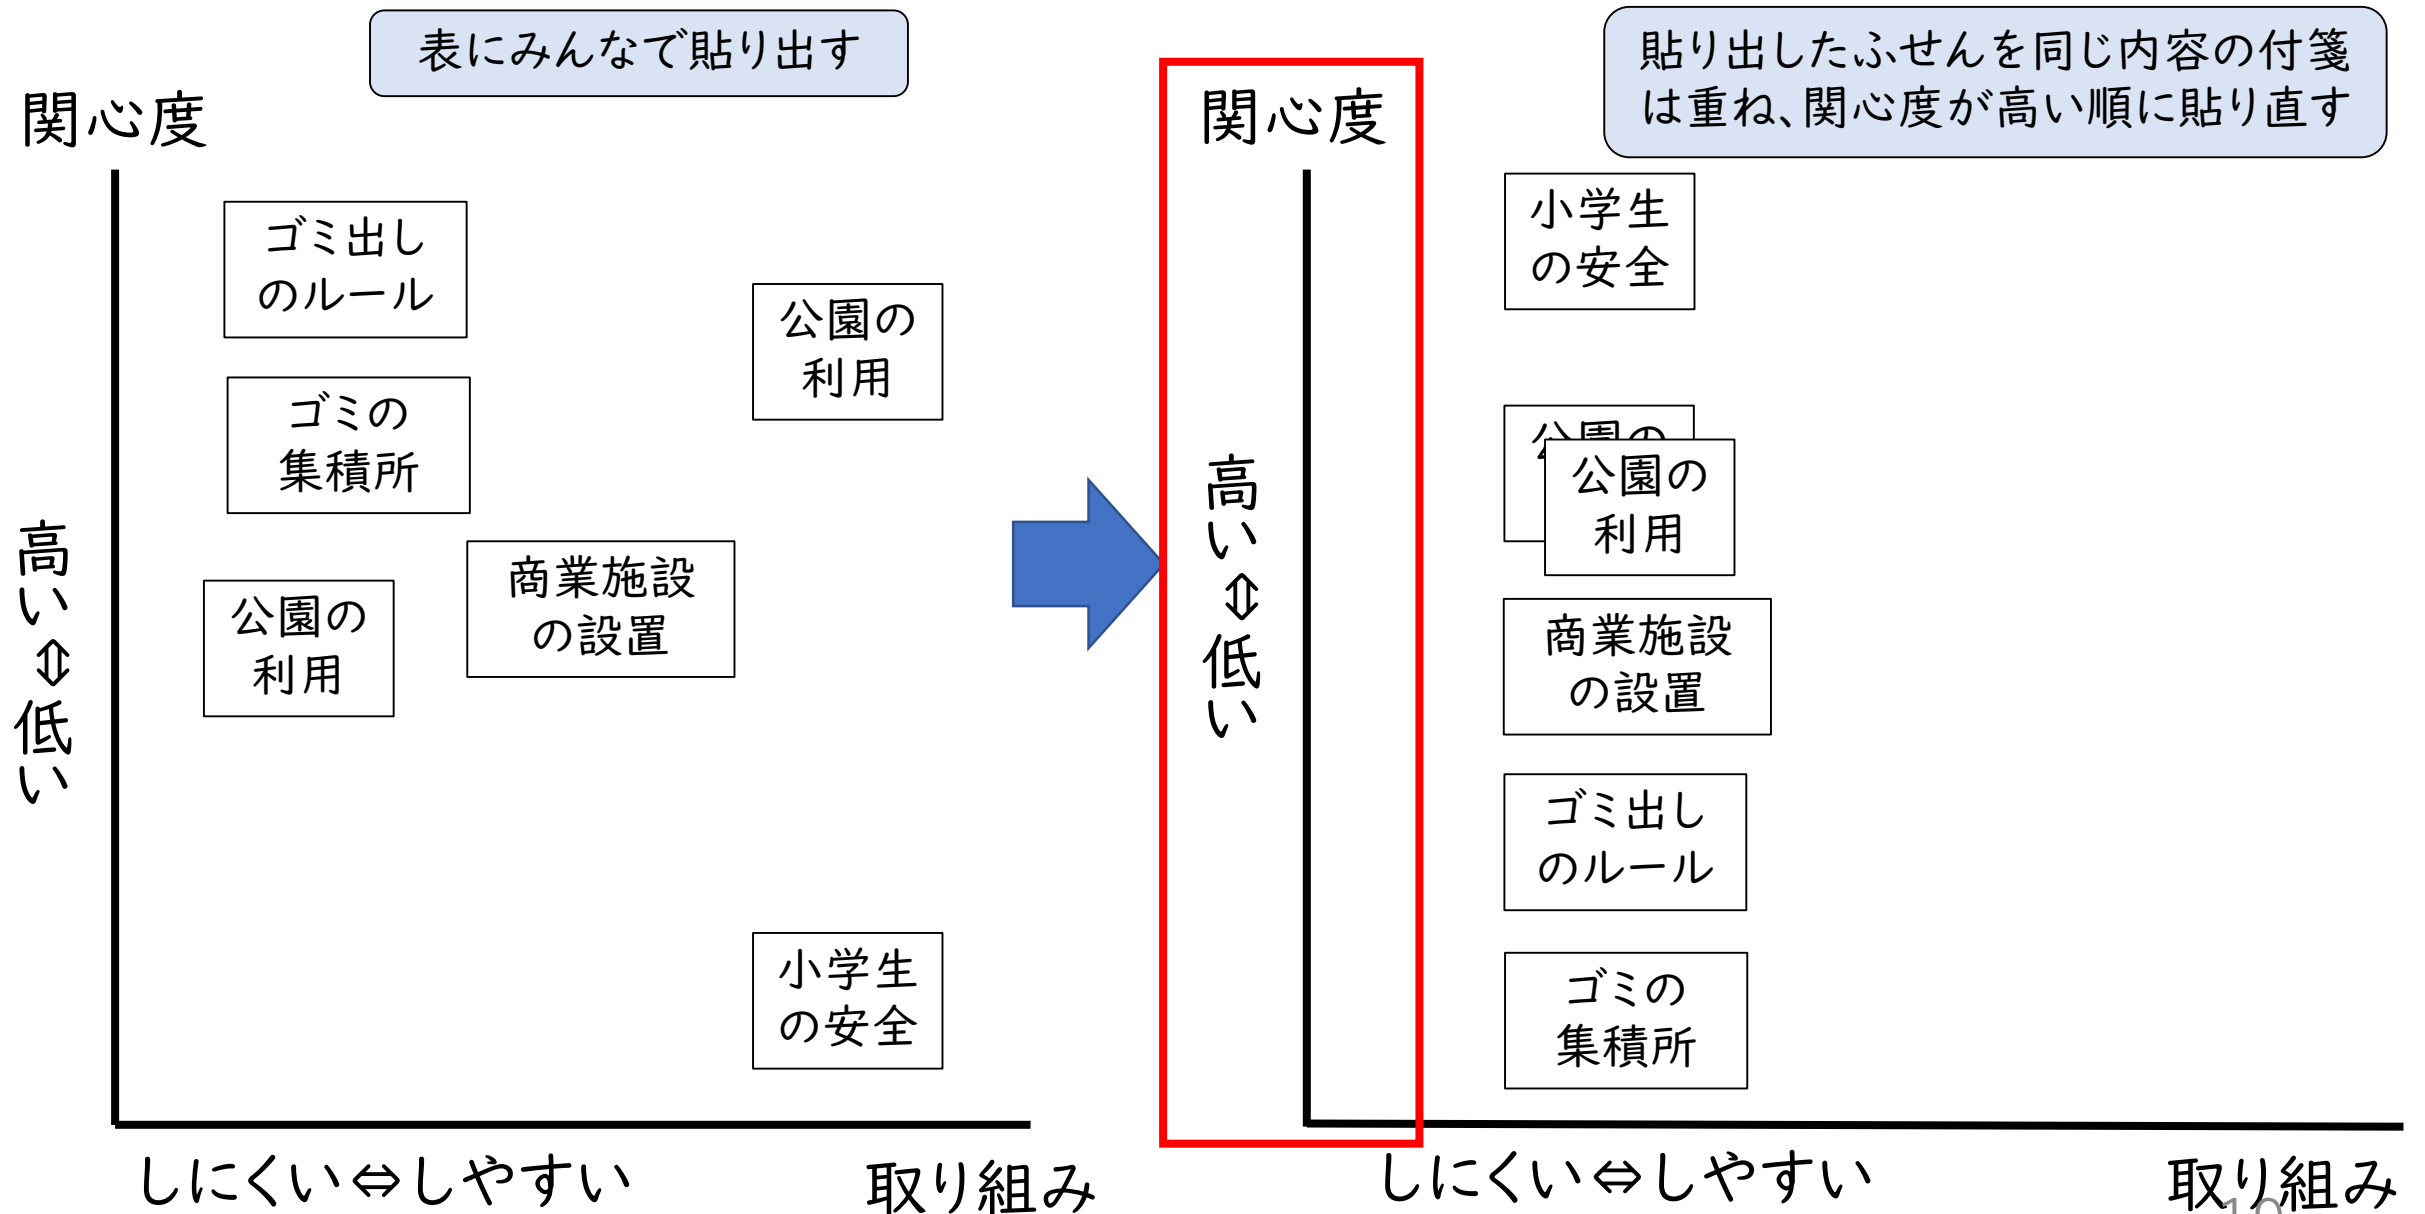 表にみんなで貼り出す
関心度
ゴミ出し
のルール
公園の
利用
ゴミの
集積所
商業施設
の設置
公園の
利用
小学生
の安全
高い⇔低い
しにくい⇔しやすい
取り組み
貼り出したふせんを同じ内容の付箋
は重ね、関心度が高い順に貼り直す
関心度
小学生
の安全
公園の
公園の
利用
商業施設
の設置
ゴミ出し
のルール
ゴミの
集積所
高い⇔低い
しにくい⇔しやすい
取り組み